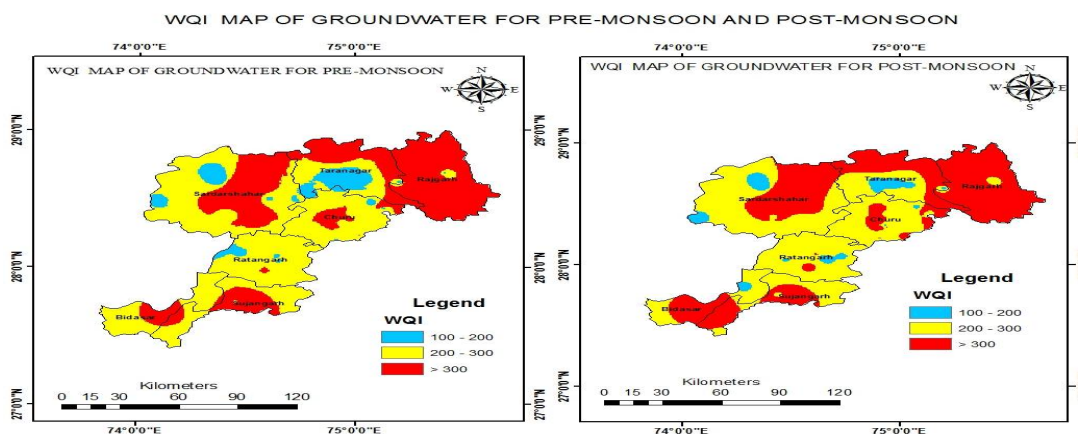 WQI MAP OF GROUNDWATER FOR PRE-MONSOON AND POST-MONSOON
74°0'0"E 75°0'0"E
WQI MAP OF GROUNDWATER FOR PRE-MONSOON
N
W E
S
29°0'0"N
28°0'0"N
27°0'0"N
Taranagar
Rajgarh
Sardarshahar
Churu
Ratangarh
Sujangarh
Bidasar
Legend
WQI
100 - 200
200 - 300
> 300
Kilometers
0 15 30 60 90 120
74°0'0"E 75°0'0"E
74°0'0"E 75°0'0"E
WQI MAP OF GROUNDWATER FOR POST-MONSOON
N
W E
S
29°0'0"N
28°0'0"N
27°0'0"N
Taranagar
Rajgarh
Sardarshahar
Churu
Ratangarh
Sujangarh
Bidasar
Legend
WQI
100 - 200
200 - 300
> 300
Kilometers
0 15 30 60 90 120
74°0'0"E 75°0'0"E